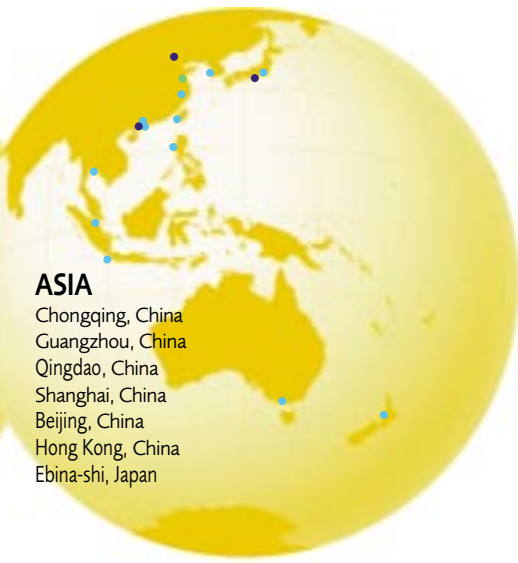 ASIA
Chongqing, China
Guangzhou, China
Qingdao, China
Shanghai, China
Beijing, China
Hong Kong, China
Ebina-shi, Japan